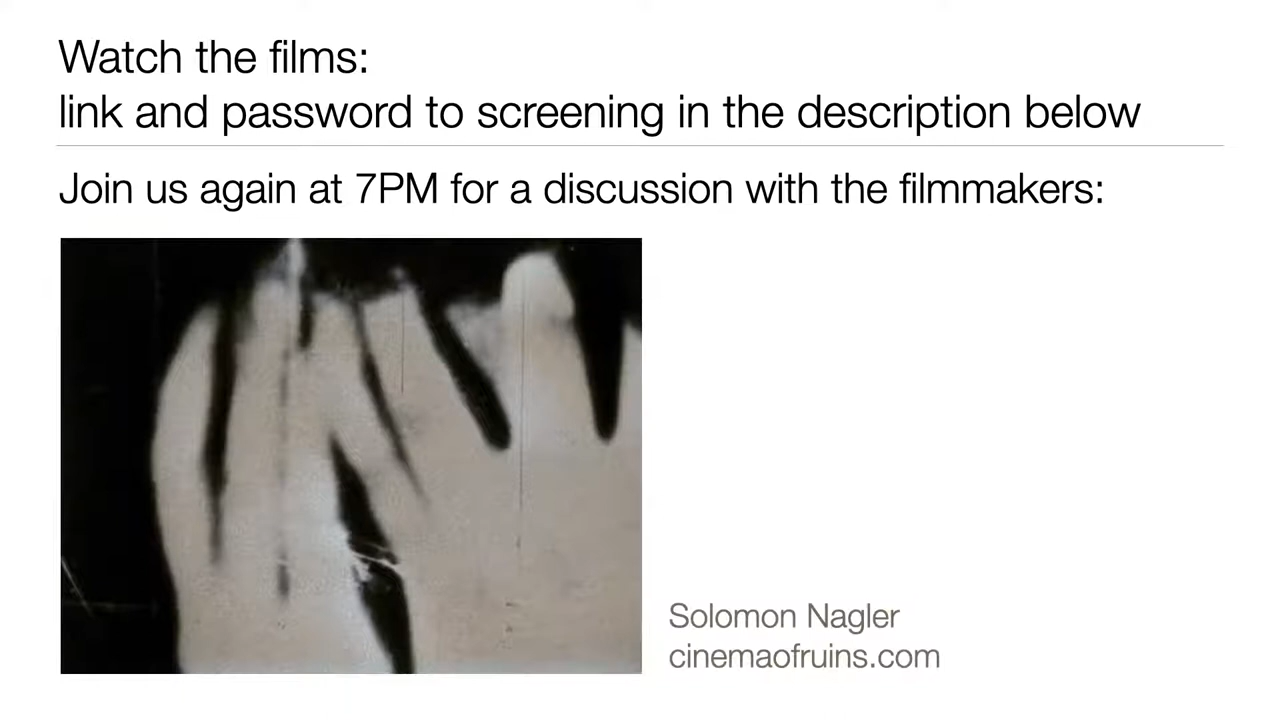 Watch the films:
link and password to screening in the description below
Join us again at 7PM for a discussion with the filmmakers:
Solomon Nagler
cinemaofruins.com